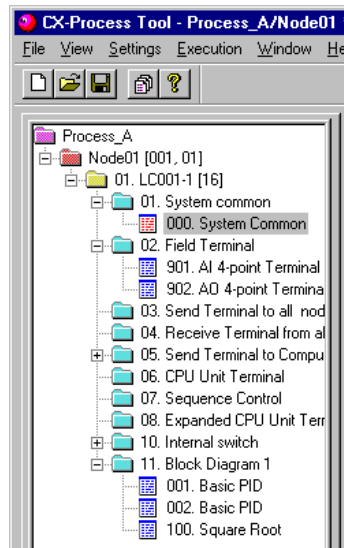 CX-Process Tool - Process_A/Node01
File View Settings Execution Window He
Process_A
Node01 [001, 01]
01. LC001-1 [16]
01. System common
000. System Common
02. Field Terminal
901. AI 4-point Terminal
902. AO 4-point Termina
03. Send Terminal to all nod
04. Receive Terminal from al
05. Send Terminal to Compu
06. CPU Unit Terminal
07. Sequence Control
08. Expanded CPU Unit Terr
10. Internal switch
11. Block Diagram 1
001. Basic PID
002. Basic PID
100. Square Root